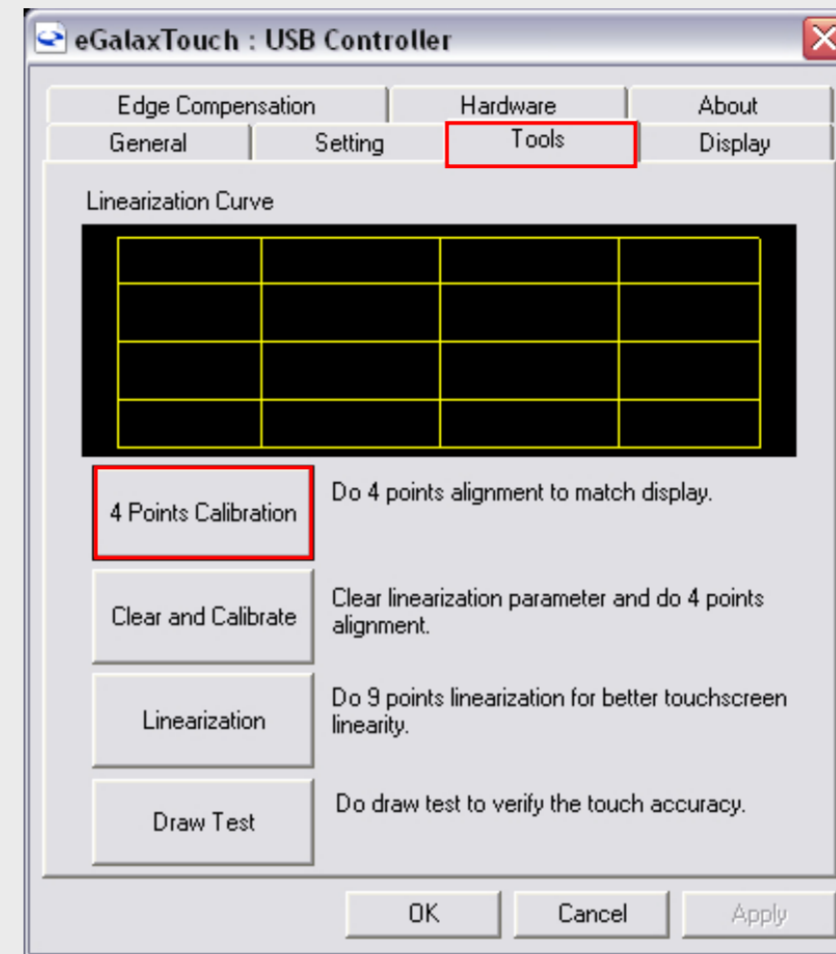 eGalaxTouch : USB Controller
Edge Compensation Hardware About
General Setting Tools Display
Linearization Curve
4 Points Calibration
Do 4 points alignment to match display.
Clear and Calibrate
Clear linearization parameter and do 4 points
alignment.
Linearization
Do 9 points linearization for better touchscreen
linearity.
Draw Test
Do draw test to verify the touch accuracy.
OK Cancel Apply